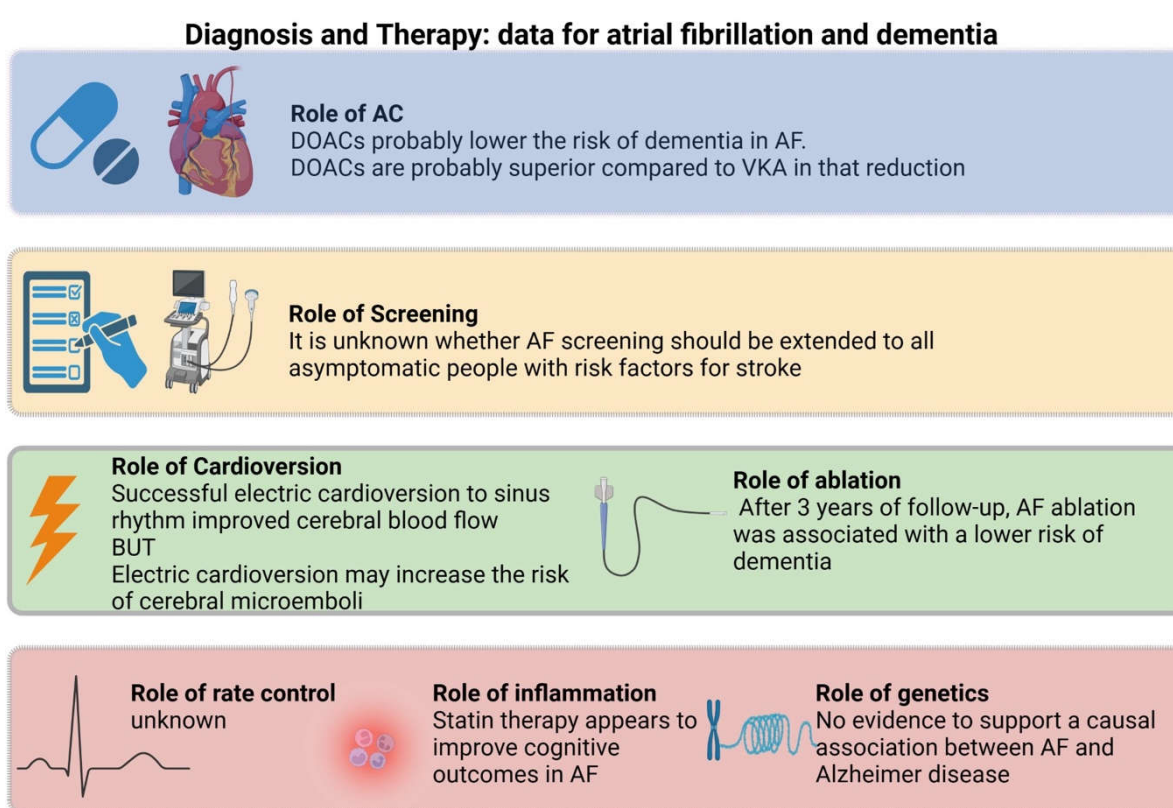 Diagnosis and Therapy: data for atrial fibrillation and dementia
Role of AC
DOACs probably lower the risk of dementia in AF.
DOACs are probably superior compared to VKA in that reduction
Role of Screening
It is unknown whether AF screening should be extended to all
asymptomatic people with risk factors for stroke
Role of Cardioversion
Successful electric cardioversion to sinus
rhythm improved cerebral blood flow
BUT
Electric cardioversion may increase the risk
of cerebral microemboli
Role of ablation
After 3 years of follow-up, AF ablation
was associated with a lower risk of
dementia
Role of rate control
unknown
Role of inflammation
Statin therapy appears to
improve cognitive
outcomes in AF
Role of genetics
No evidence to support a causal
association between AF and
Alzheimer disease